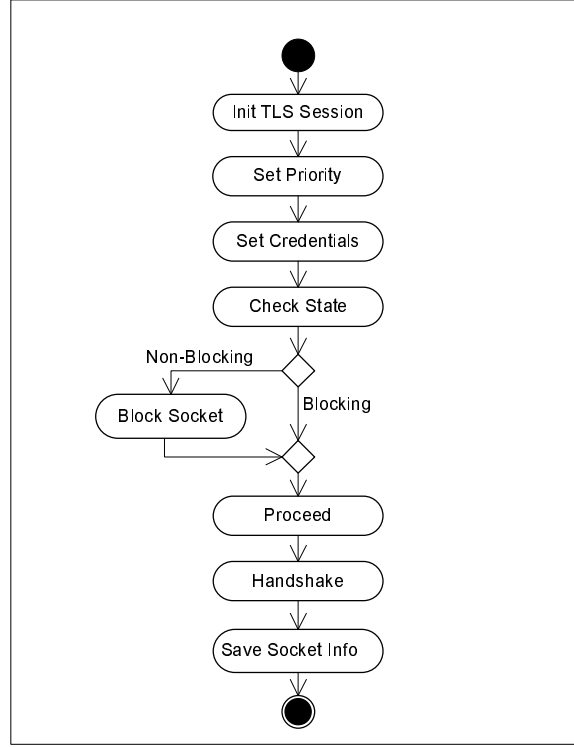 Init TLS Session
Set Priority
Set Credentials
Check State
Non-Blocking
Blocking
Block Socket
Proceed
Handshake
Save Socket Info